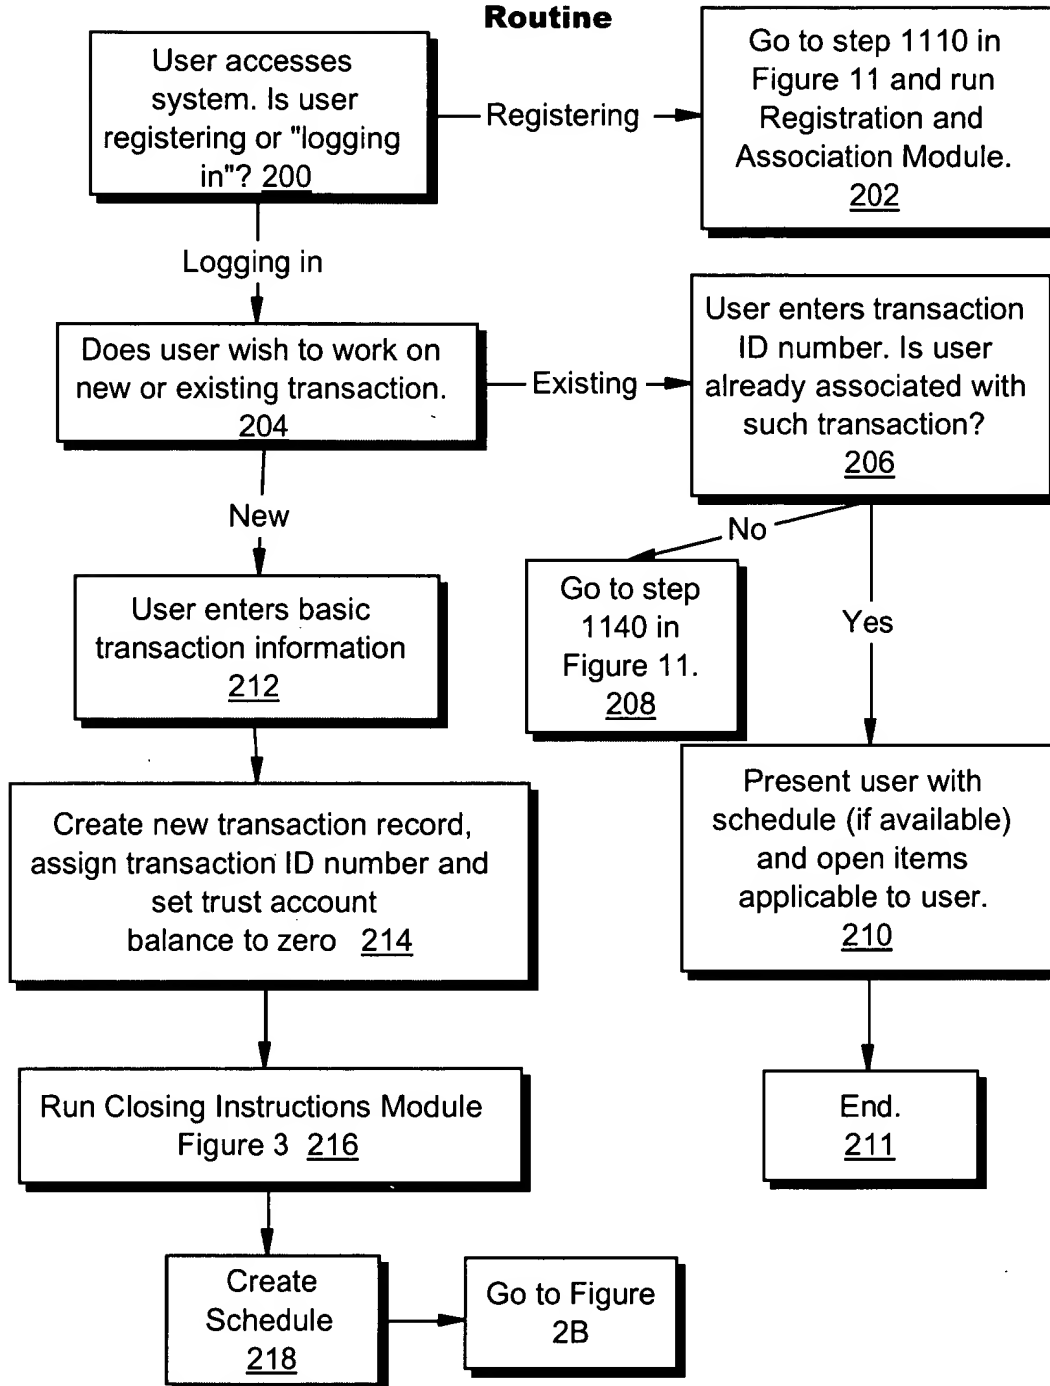 Routine
User accesses
system. Is user
registering or "logging
in"? 200
Registering
Go to step 1110 in
Figure 11 and run
Registration and
Association Module.
202
Logging in
Does user wish to work on
new or existing transaction.
204
Existing
User enters transaction
ID number. Is user
already associated with
such transaction?
206
New
No
Go to step
1140 in
Figure 11.
208
Yes
User enters basic
transaction information
212
Present user with
schedule (if available)
and open items
applicable to user.
210
Create new transaction record,
assign transaction ID number and
set trust account
balance to zero 214
End.
211
Run Closing Instructions Module
Figure 3 216
Create
Schedule
218
Go to Figure
2B